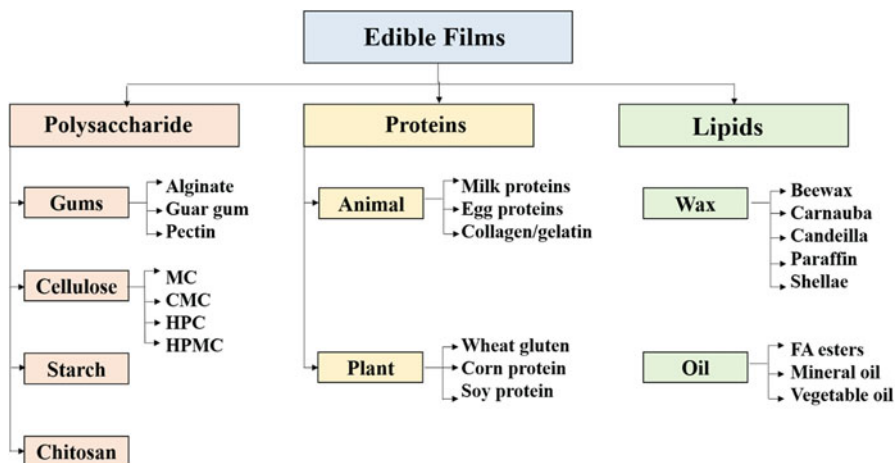 Edible Films
Polysaccharide
Gums
Alginate
Guar gum
Pectin
Cellulose
MC
CMC
HPC
HPMC
Starch
Chitosan
Proteins
Animal
Milk proteins
Egg proteins
Collagen/gelatin
Plant
Wheat gluten
Corn protein
Soy protein
Lipids
Wax
Beewax
Carnauba
Candeilla
Paraffin
Shellae
Oil
FA esters
Mineral oil
Vegetable oil